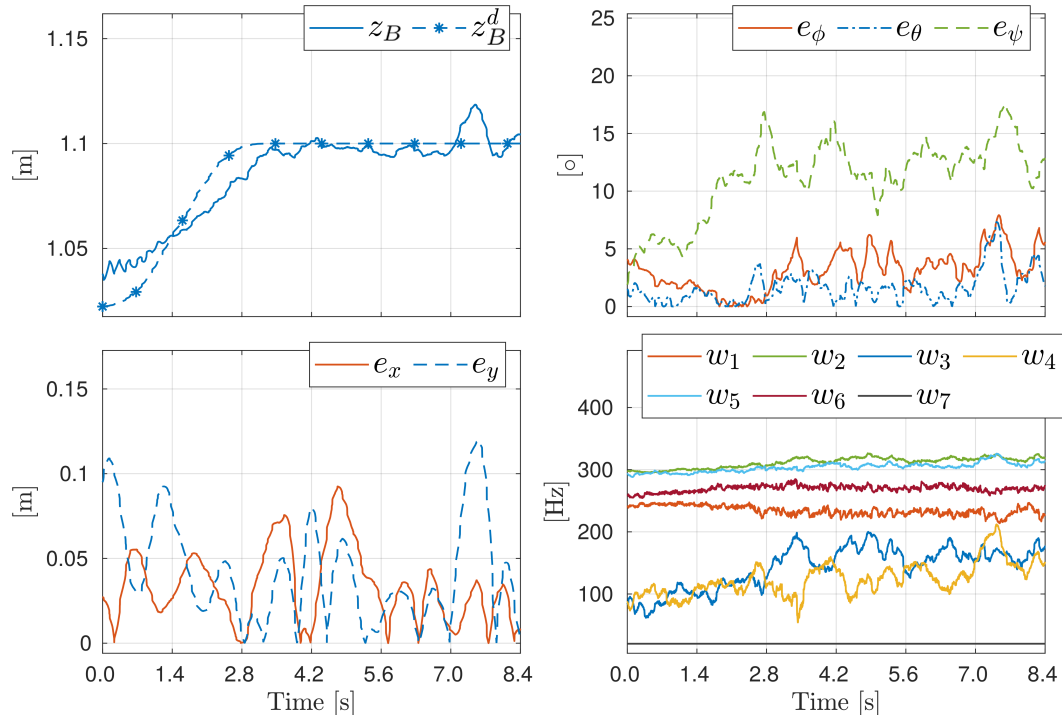 z_B z_B^d
1.15
1.1
1.05
[m]
e_ϕ e_θ e_ψ
25
20
15
10
5
0
[○]
e_x e_y
0.15
0.1
0.05
0
[m]
0.0 1.4 2.8 4.2 5.6 7.0 8.4
Time [s]
w_1 w_2 w_3 w_4
w_5 w_6 w_7
400
300
200
100
[Hz]
0.0 1.4 2.8 4.2 5.6 7.0 8.4
Time [s]